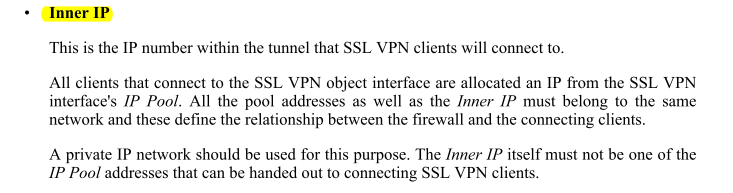 • Inner IP
This is the IP number within the tunnel that SSL VPN clients will connect to.
All clients that connect to the SSL VPN object interface are allocated an IP from the SSL VPN
interface's IP Pool. All the pool addresses as well as the Inner IP must belong to the same
network and these define the relationship between the firewall and the connecting clients.
A private IP network should be used for this purpose. The Inner IP itself must not be one of the
IP Pool addresses that can be handed out to connecting SSL VPN clients.